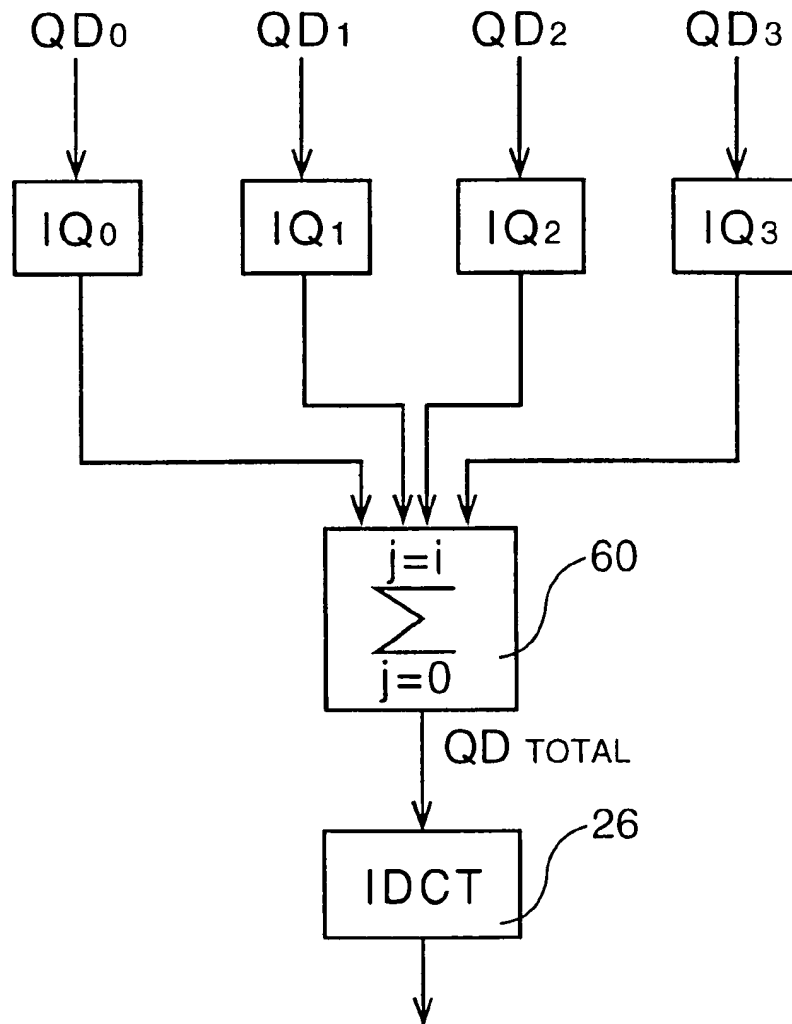 QD0 QD1 QD2 QD3
IQ0 IQ1 IQ2 IQ3
j=i
∑
j=0
60
QD TOTAL
26
IDCT